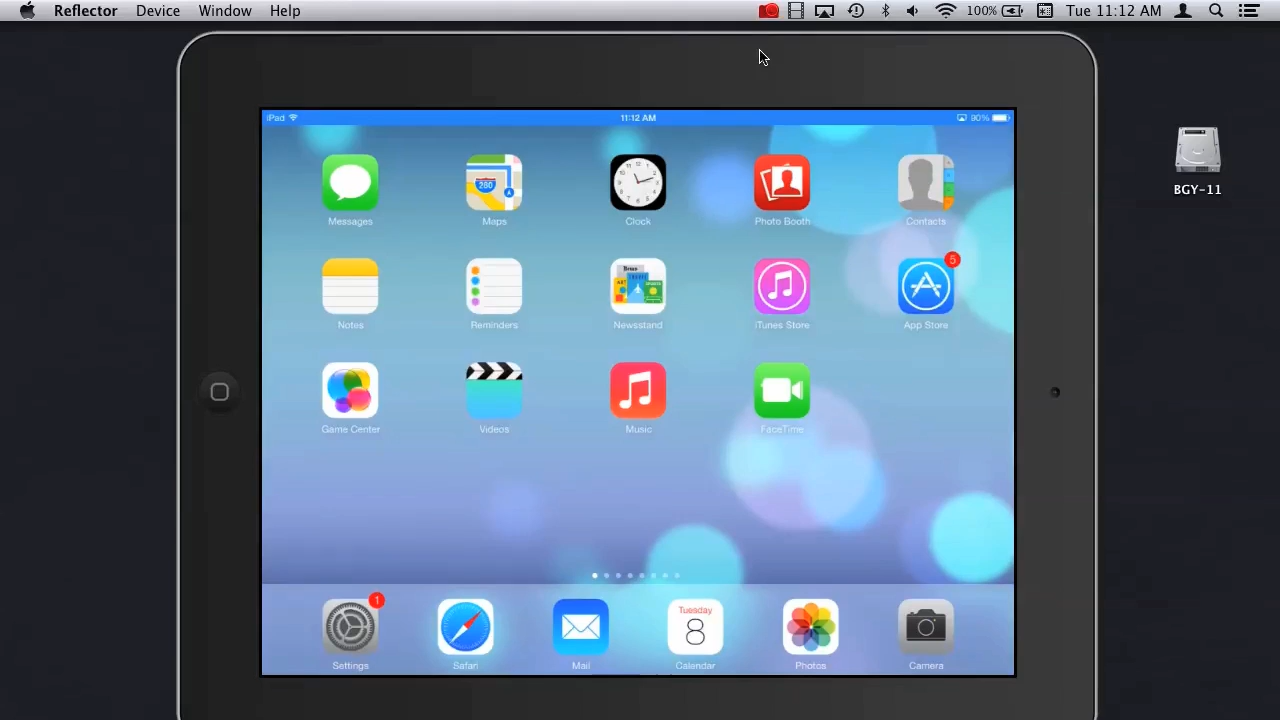 Reflector Device Window Help 100% Tue 11:12 AM
iPad 11:12 AM 90%
BGY-11
Messages Maps Clock Photo Booth Contacts
280
5
Notes Reminders Newsstand iTunes Store App Store
Game Center Videos Music FaceTime
1
Tuesday
8
Settings Safari Mail Calendar Photos Camera